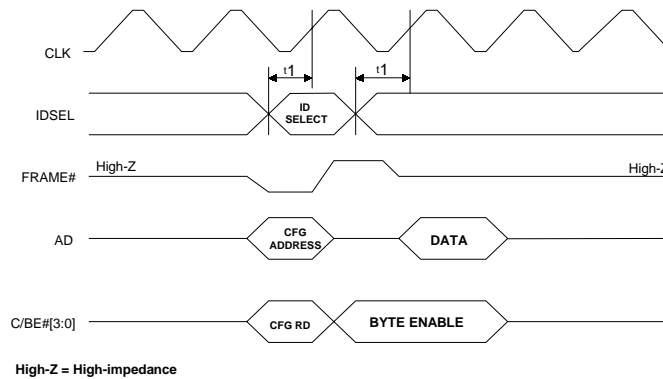 CLK
t1 t1
IDSEL
ID
SELECT
High-Z
High-Z
FRAME#
AD
CFG
ADDRESS
DATA
C/BE#[3:0]
CFG RD
BYTE ENABLE
High-Z = High-impedance